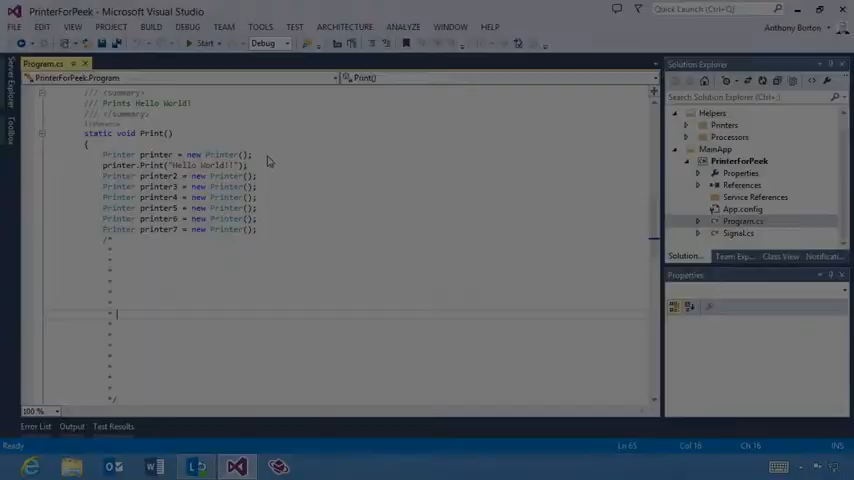 PrinterForPeek - Microsoft Visual Studio
Quick Launch (Ctrl+Q)
FILE EDIT VIEW PROJECT BUILD DEBUG TEAM TOOLS TEST ARCHITECTURE ANALYZE WINDOW HELP
Anthony Borton
Start Debug
Server Explorer
Toolbox
Program.cs
PrinterForPeek.Program
Print()
/// <summary>
/// Prints Hello World!
/// </summary>
static void Print()
{
Printer printer = new Printer();
printer.Print("Hello World!!");
Printer printer2 = new Printer();
Printer printer3 = new Printer();
Printer printer4 = new Printer();
Printer printer5 = new Printer();
Printer printer6 = new Printer();
Printer printer7 = new Printer();
/*
*
*
*
*
*
*
*
*
*
*
*
*
*
*
*/
100 %
Solution Explorer
Search Solution Explorer (Ctrl+;)
Helpers
Printers
Processors
MainApp
PrinterForPeek
Properties
References
Service References
App.config
Program.cs
Signal.cs
Solution... Team Exp... Class View Notificati...
Properties
Error List Output Test Results
Ready
Ln 65 Col 16 Ch 16 INS